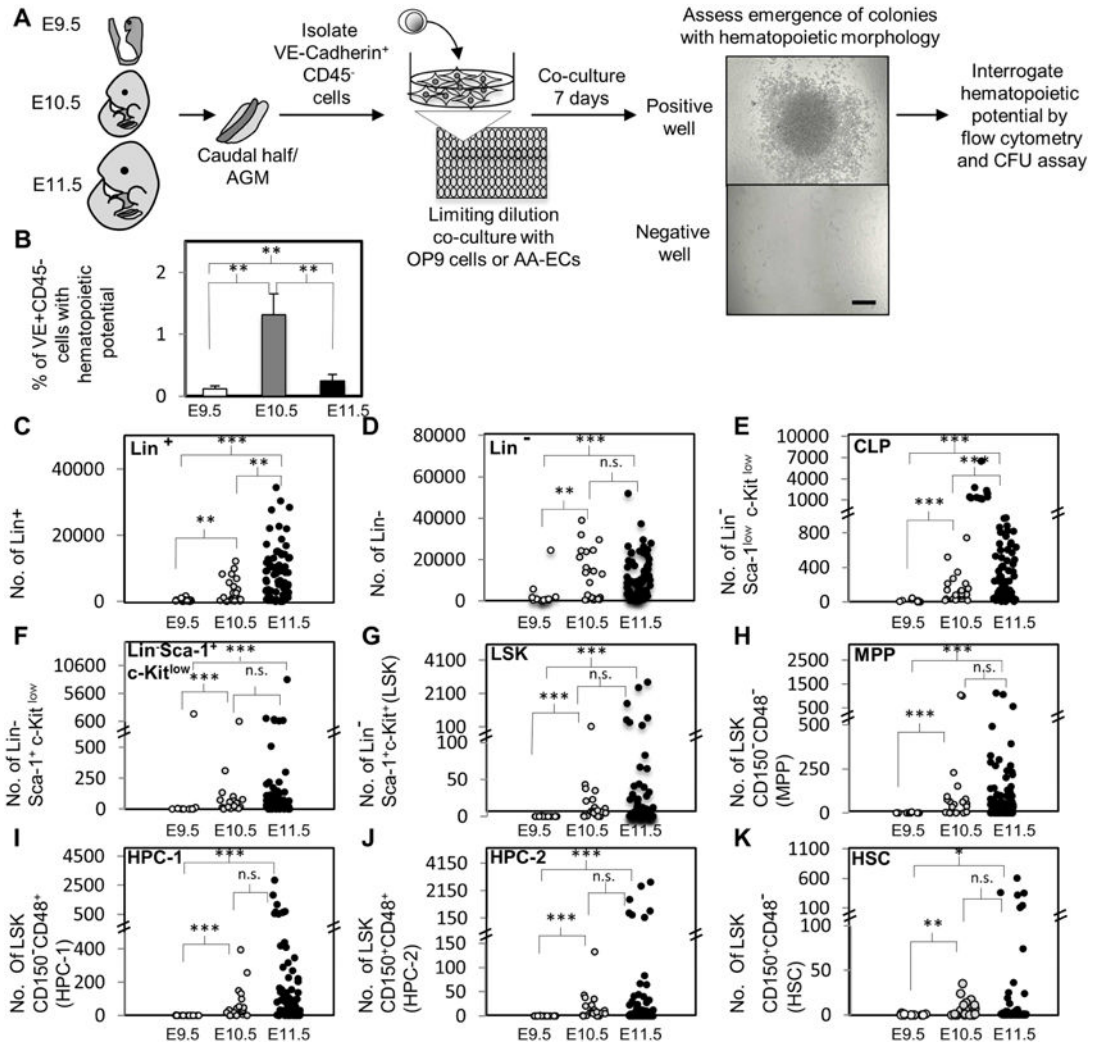 A
E9.5
E10.5
E11.5
Caudal half/
AGM
Isolate
VE-Cadherin⁺
CD45⁻
cells
Limiting dilution
co-culture with
OP9 cells or AA-ECs
Co-culture
7 days
Assess emergence of colonies
with hematopoietic morphology
Positive
well
Negative
well
Interrogate
hematopoietic
potential by
flow cytometry
and CFU assay
B
% of VE+CD45-
cells with
hematopoietic
potential
2
1
0
**
**
**
E9.5 E10.5 E11.5
C
Lin⁺
No. of Lin+
40000
20000
0
***
**
**
E9.5 E10.5 E11.5
D
Lin⁻
No. of Lin-
80000
60000
40000
20000
0
***
n.s.
**
E9.5 E10.5 E11.5
E
CLP
No. of Lin⁻
Sca-1ˡᵒʷ c-Kit ˡᵒʷ
10000
7000
4000
1000
800
400
0
***
***
***
E9.5 E10.5 E11.5
F
Lin⁻Sca-1⁺
c-Kitˡᵒʷ
No. of Lin-
Sca-1⁺ c-Kit ˡᵒʷ
10600
5600
600
500
250
0
***
n.s.
***
E9.5 E10.5 E11.5
G
LSK
No. of Lin⁻
Sca-1⁺c-Kit⁺ (LSK)
4100
2100
100
100
50
0
***
n.s.
***
E9.5 E10.5 E11.5
H
MPP
No. of LSK
CD150⁻CD48⁻
(MPP)
2500
1500
500
500
250
0
***
n.s.
***
E9.5 E10.5 E11.5
I
HPC-1
No. Of LSK
CD150⁻CD48⁺
(HPC-1)
4500
2500
500
400
200
0
***
n.s.
***
E9.5 E10.5 E11.5
J
HPC-2
No. of LSK
CD150⁺CD48⁺
(HPC-2)
4150
2150
150
150
100
50
0
***
n.s.
***
E9.5 E10.5 E11.5
K
HSC
No. Of LSK
CD150⁺CD48⁻
(HSC)
1100
600
100
100
50
0
*
n.s.
**
E9.5 E10.5 E11.5